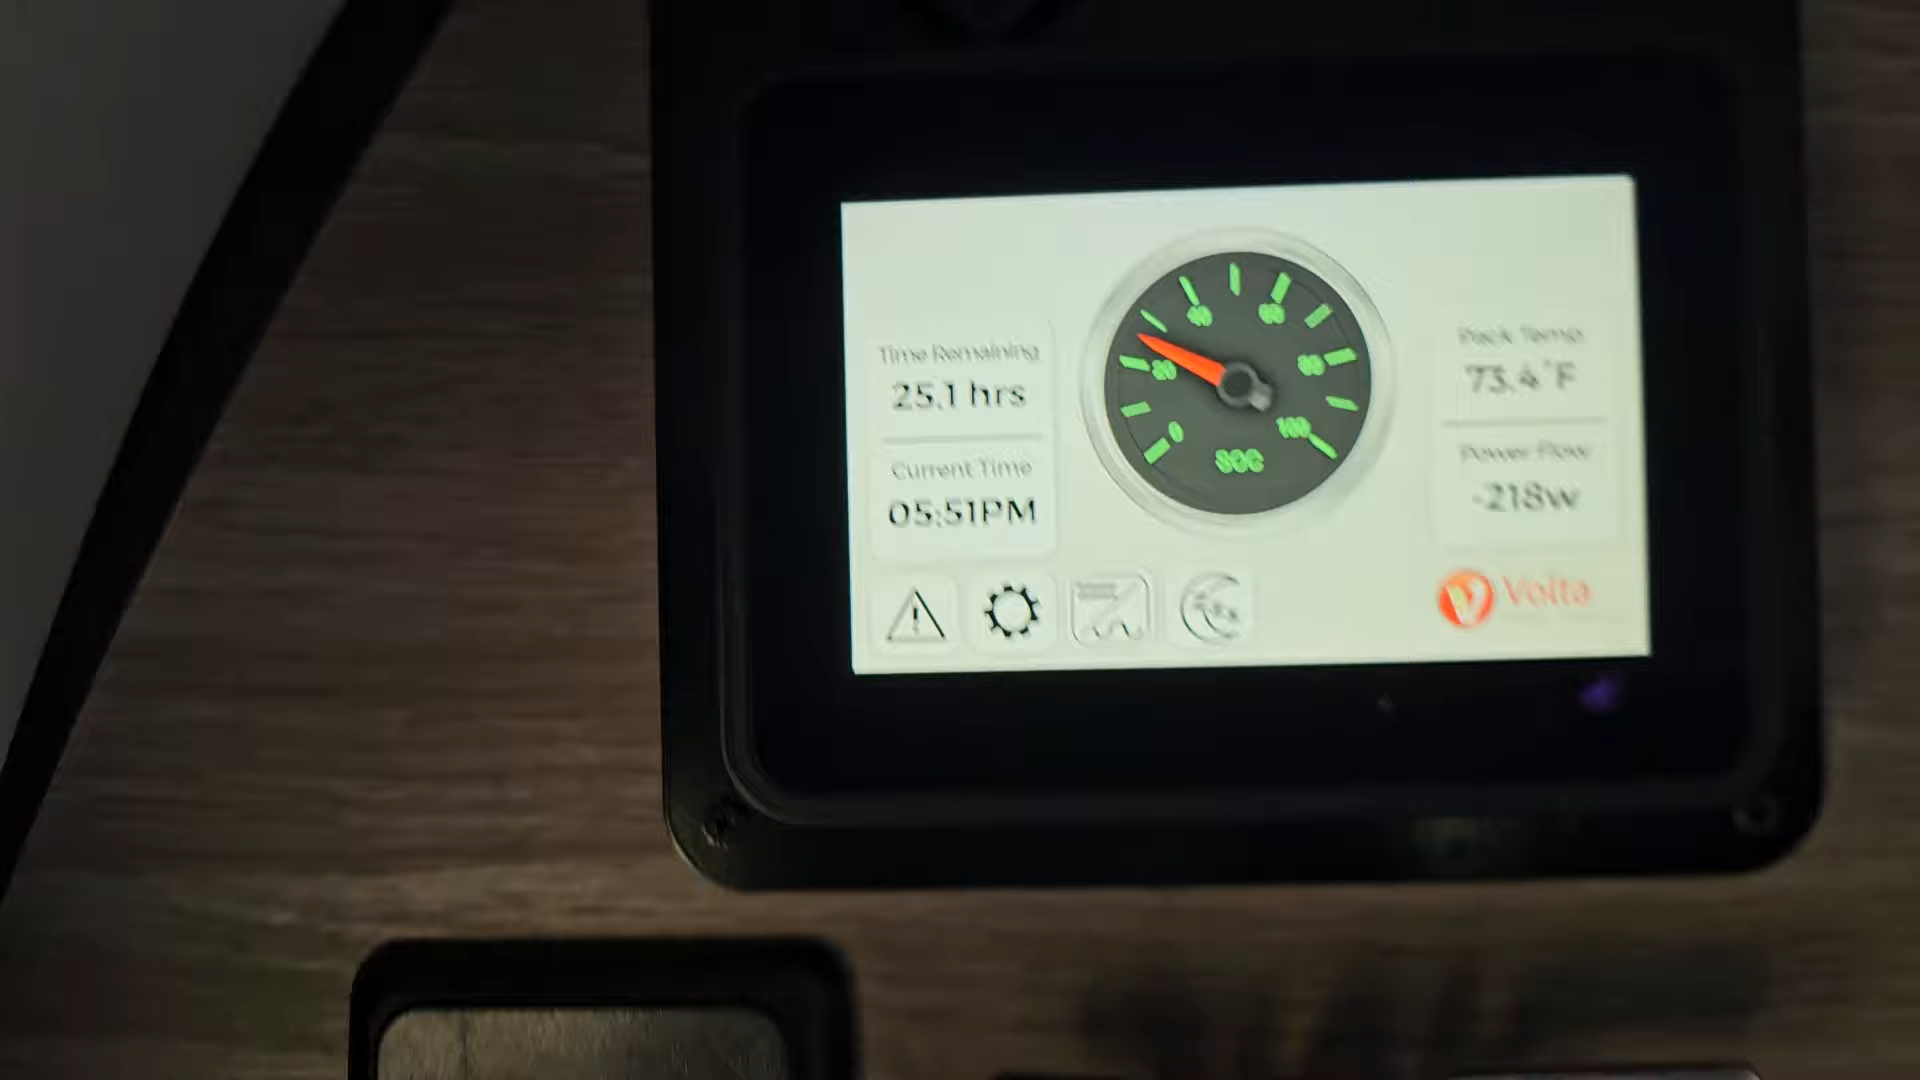 Time Remaining
25.1 hrs
Current Time
05:51PM
0
20
40
60
80
100
SOC
Pack Temp
73.4°F
Power Flow
-218w
Volta